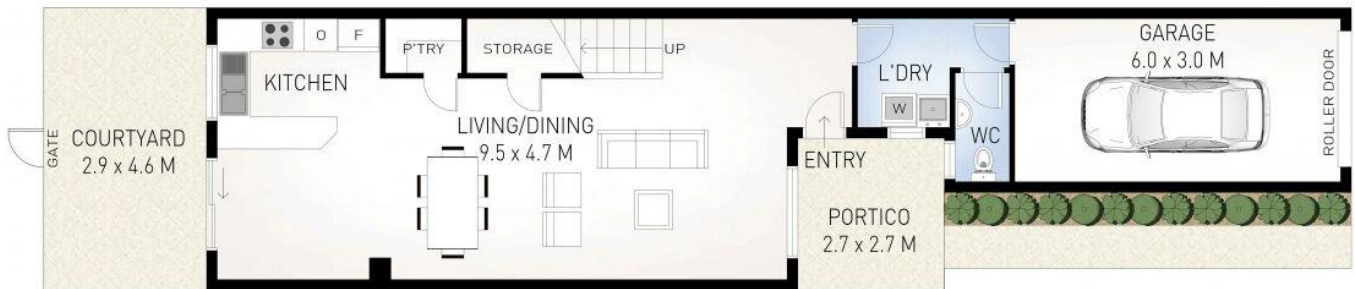 GATE
COURTYARD
2.9 x 4.6 M
KITCHEN
O
F
P'TRY
STORAGE
UP
LIVING/DINING
9.5 x 4.7 M
ENTRY
PORTICO
2.7 x 2.7 M
L'DRY
W
WC
GARAGE
6.0 x 3.0 M
ROLLER DOOR